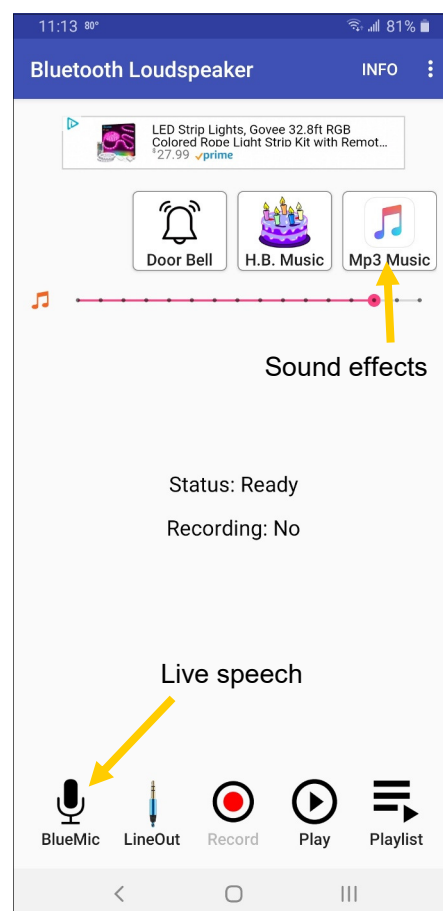 11:13 80° 81%
Bluetooth Loudspeaker INFO
LED Strip Lights, Govee 32.8ft RGB
Colored Rope Light Strip Kit with Remot...
$27.99 prime
Door Bell H.B. Music Mp3 Music
Sound effects
Status: Ready
Recording: No
Live speech
BlueMic LineOut Record Play Playlist